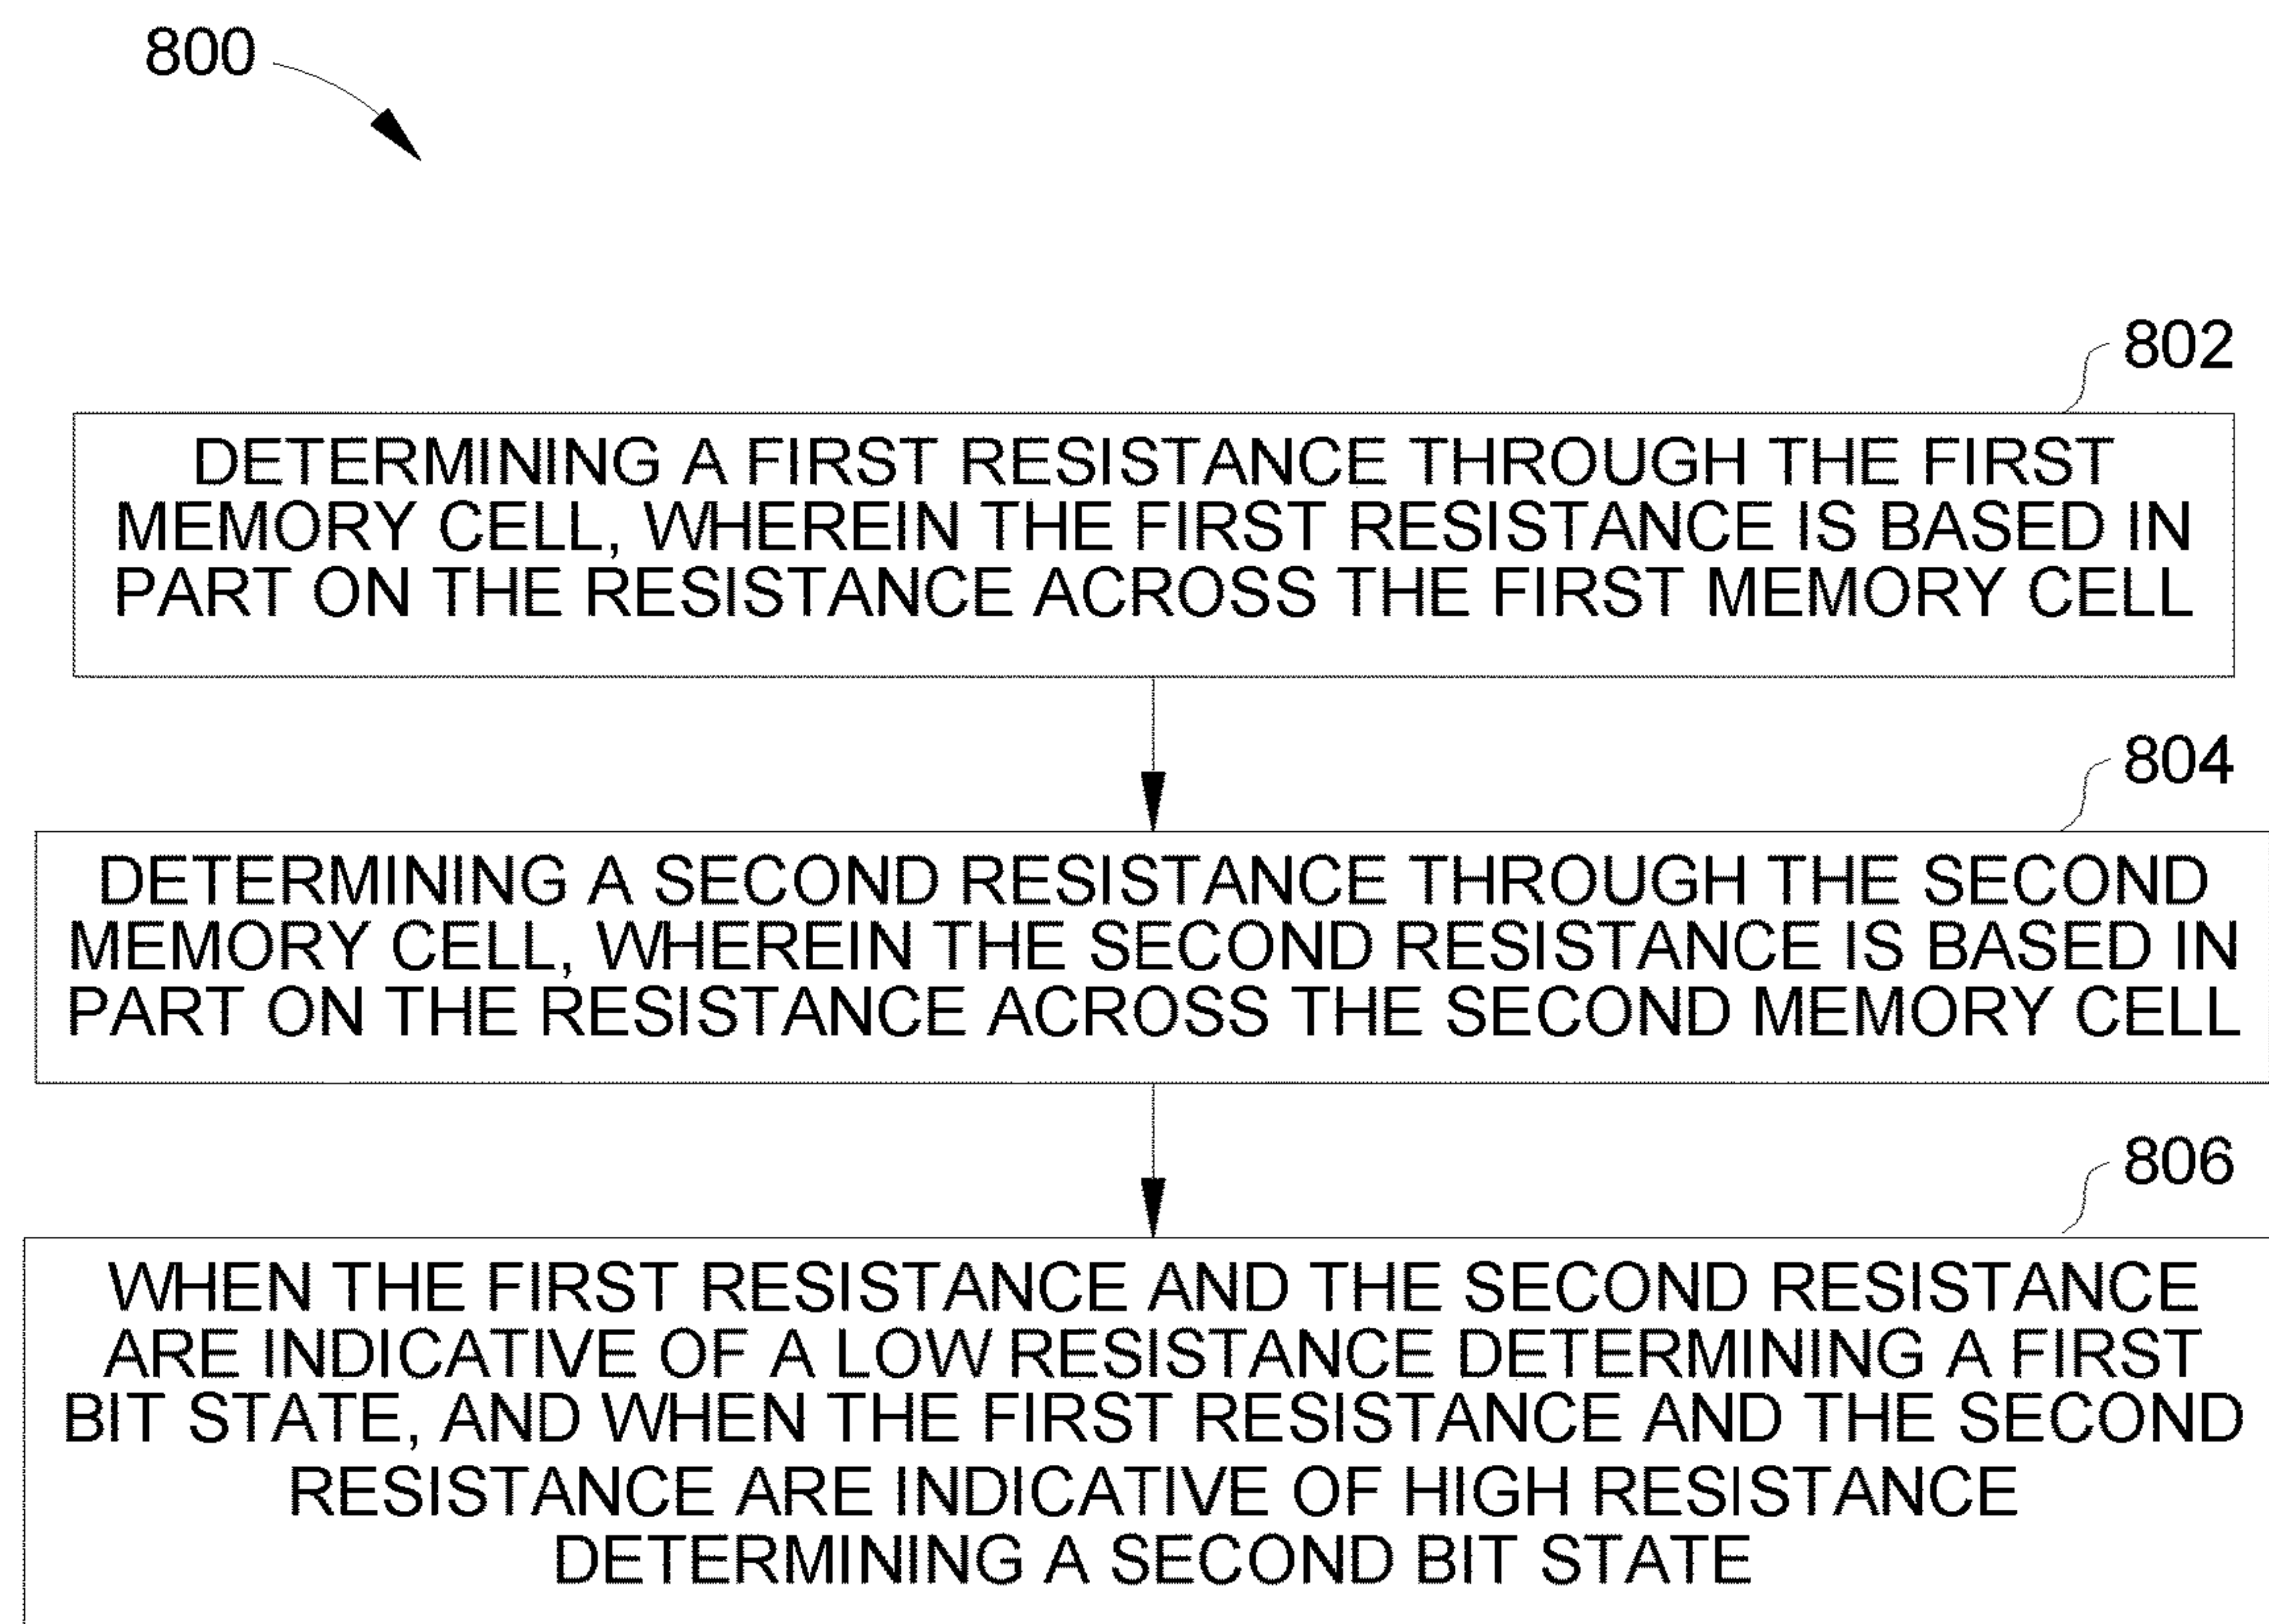 800
802
DETERMINING A FIRST RESISTANCE THROUGH THE FIRST
MEMORY CELL, WHEREIN THE FIRST RESISTANCE IS BASED IN
PART ON THE RESISTANCE ACROSS THE FIRST MEMORY CELL
804
DETERMINING A SECOND RESISTANCE THROUGH THE SECOND
MEMORY CELL, WHEREIN THE SECOND RESISTANCE IS BASED IN
PART ON THE RESISTANCE ACROSS THE SECOND MEMORY CELL
806
WHEN THE FIRST RESISTANCE AND THE SECOND RESISTANCE
ARE INDICATIVE OF A LOW RESISTANCE DETERMINING A FIRST
BIT STATE, AND WHEN THE FIRST RESISTANCE AND THE SECOND
RESISTANCE ARE INDICATIVE OF HIGH RESISTANCE
DETERMINING A SECOND BIT STATE